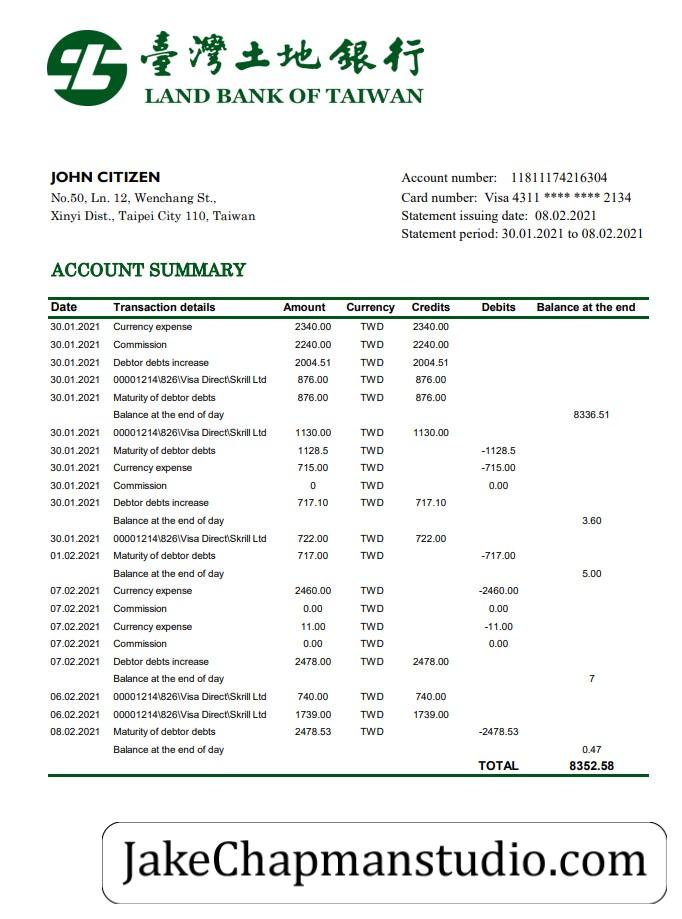 臺灣土地銀行
LAND BANK OF TAIWAN
JOHN CITIZEN
No.50, Ln. 12, Wenchang St.,
Xinyi Dist., Taipei City 110, Taiwan
Account number: 11811174216304
Card number: Visa 4311 **** **** 2134
Statement issuing date: 08.02.2021
Statement period: 30.01.2021 to 08.02.2021
ACCOUNT SUMMARY
Date Transaction details Amount Currency Credits Debits Balance at the end
30.01.2021 Currency expense 2340.00 TWD 2340.00
30.01.2021 Commission 2240.00 TWD 2240.00
30.01.2021 Debtor debts increase 2004.51 TWD 2004.51
30.01.2021 00001214\826\Visa Direct\Skrill Ltd 876.00 TWD 876.00
30.01.2021 Maturity of debtor debts 876.00 TWD 876.00
Balance at the end of day 8336.51
30.01.2021 00001214\826\Visa Direct\Skrill Ltd 1130.00 TWD 1130.00
30.01.2021 Maturity of debtor debts 1128.5 TWD -1128.5
30.01.2021 Currency expense 715.00 TWD -715.00
30.01.2021 Commission 0 TWD 0.00
30.01.2021 Debtor debts increase 717.10 TWD 717.10
Balance at the end of day 3.60
30.01.2021 00001214\826\Visa Direct\Skrill Ltd 722.00 TWD 722.00
01.02.2021 Maturity of debtor debts 717.00 TWD -717.00
Balance at the end of day 5.00
07.02.2021 Currency expense 2460.00 TWD -2460.00
07.02.2021 Commission 0.00 TWD 0.00
07.02.2021 Currency expense 11.00 TWD -11.00
07.02.2021 Commission 0.00 TWD 0.00
07.02.2021 Debtor debts increase 2478.00 TWD 2478.00
Balance at the end of day 7
06.02.2021 00001214\826\Visa Direct\Skrill Ltd 740.00 TWD 740.00
06.02.2021 00001214\826\Visa Direct\Skrill Ltd 1739.00 TWD 1739.00
08.02.2021 Maturity of debtor debts 2478.53 TWD -2478.53
Balance at the end of day 0.47
TOTAL 8352.58
JakeChapmanstudio.com